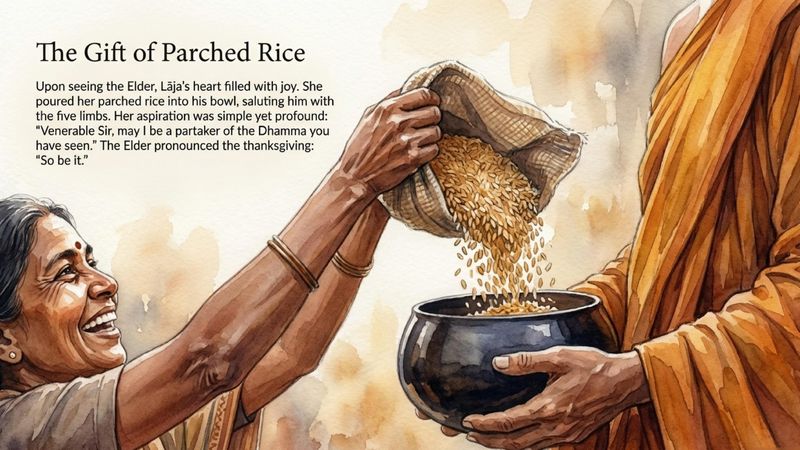 The Gift of Parched Rice
Upon seeing the Elder, Lāja’s heart filled with joy. She
poured her parched rice into his bowl, saluting him with
the five limbs. Her aspiration was simple yet profound:
“Venerable Sir, may I be a partaker of the Dhamma you
have seen.” The Elder pronounced the thanksgiving:
“So be it.”